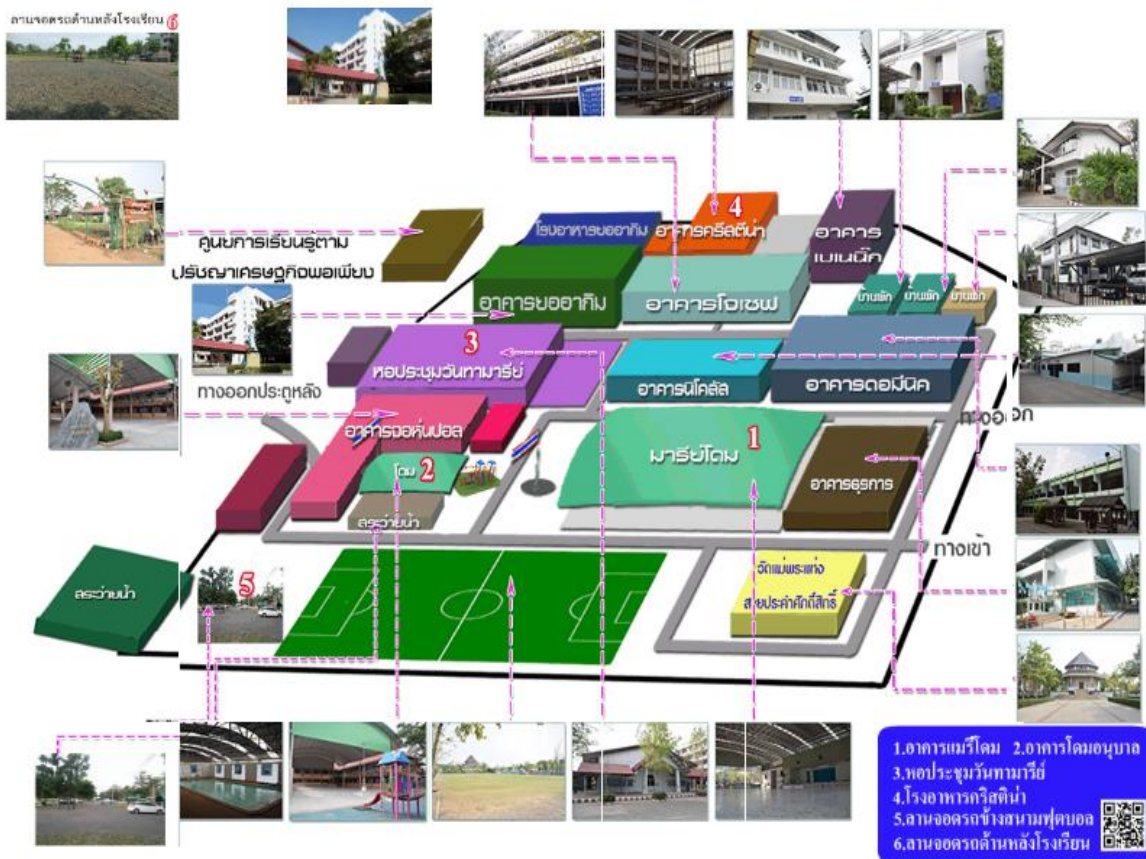 ลานจอดรถด้านหลังโรงเรียน 6
4
โรงอาหารยออากิม
อาคารคริสตีน่า
อาคาร
เบเนนิ๊ก
ศูนย์การเรียนรู้ตาม
ปรัชญาเศรษฐกิจพอเพียง
อาคารยออากิม
อาคารโจเซฟ
บ้านพัก
บ้านพัก
บ้านพัก
3
หอประชุมวันทามารีย์
อาคารนิโคลัส
อาคารดอมีนิค
ทางออกประตูหลัง
ทางออก
อาคารจอห์นปอล
1
มารีย์โดม
โดม 2
อาคารธุรการ
สระว่ายน้ำ
ทางเข้า
สระว่ายน้ำ
5
วัดแม่พระแห่ง
สายประคำศักดิ์สิทธิ์
1.อาคารแมรี่โดม 2.อาคารโดมอนุบาล
3.หอประชุมวันทามารีย์
4.โรงอาหารคริสติน่า
5.ลานจอดรถข้างสนามฟุตบอล
6.ลานจอดรถด้านหลังโรงเรียน